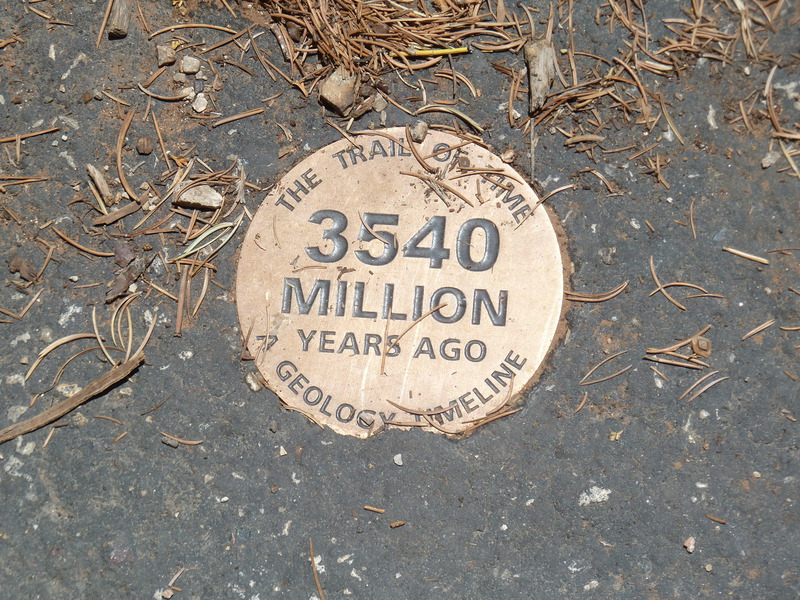 THE TRAIL OF TIME
3540
MILLION
YEARS AGO
GEOLOGY TIMELINE